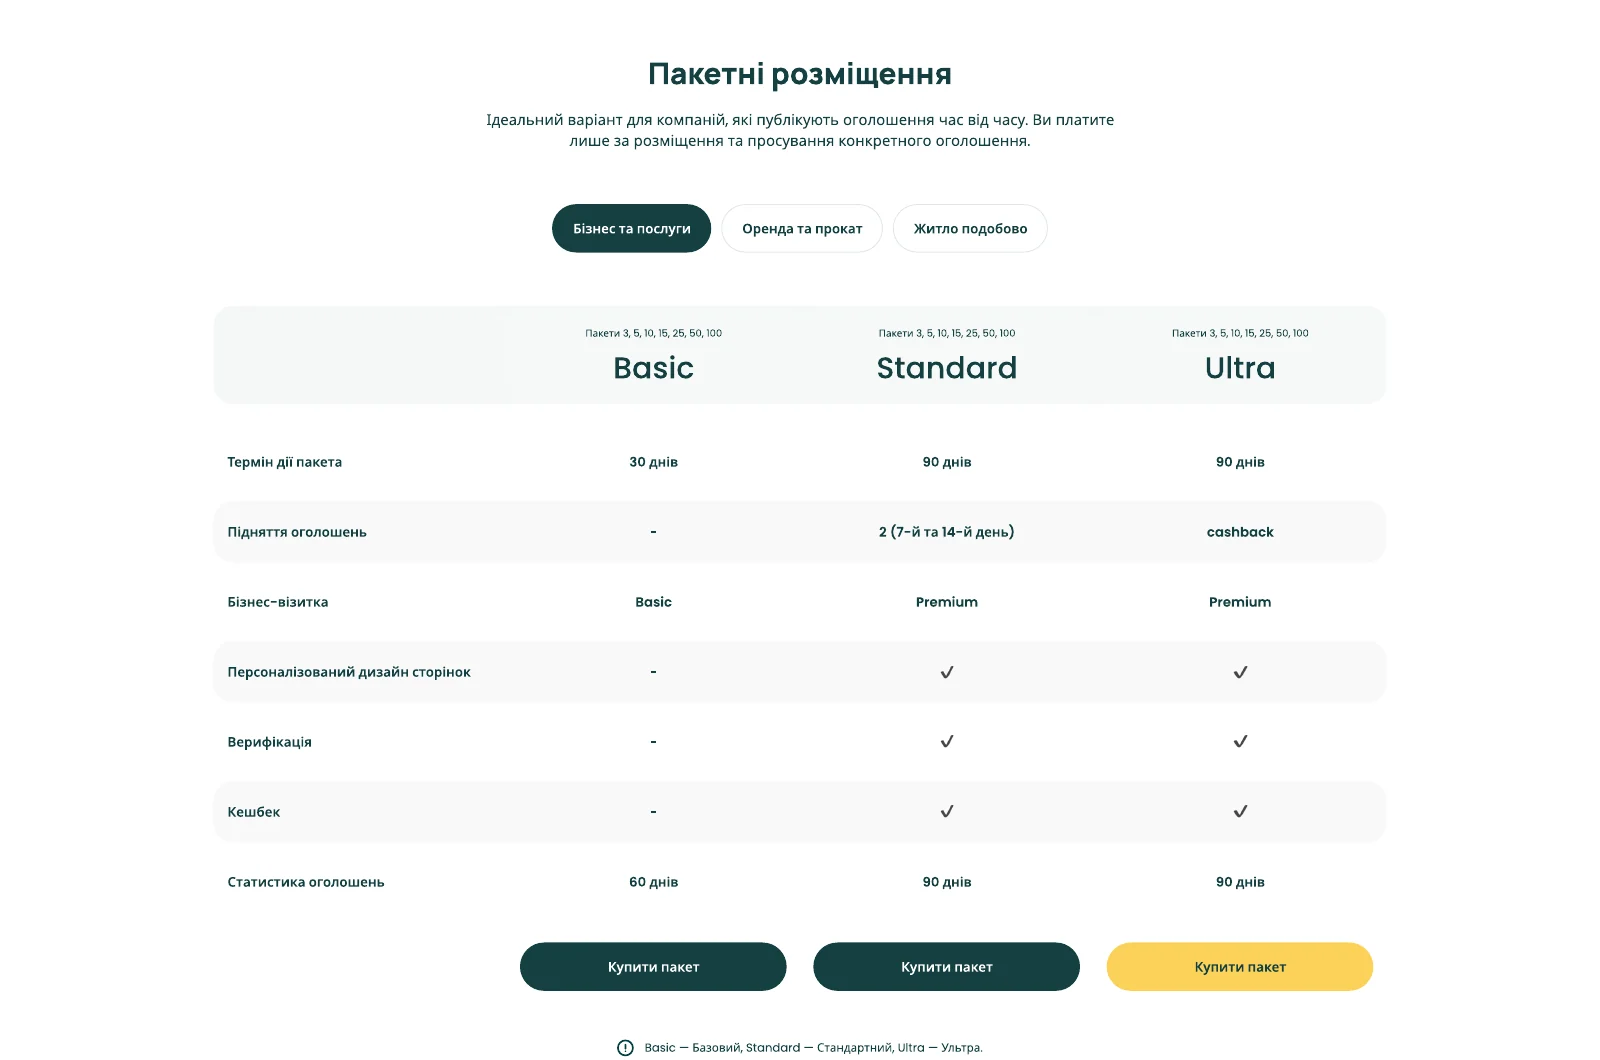 Пакетні розміщення
Ідеальний варіант для компаній, які публікують оголошення час від часу. Ви платите
лише за розміщення та просування конкретного оголошення.
Бізнес та послуги Оренда та прокат Житло подобово
Пакети 3, 5, 10, 15, 25, 50, 100 Пакети 3, 5, 10, 15, 25, 50, 100 Пакети 3, 5, 10, 15, 25, 50, 100
Basic Standard Ultra
Термін дії пакета 30 днів 90 днів 90 днів
Підняття оголошень - 2 (7-й та 14-й день) cashback
Бізнес-візитка Basic Premium Premium
Персоналізований дизайн сторінок - ✓ ✓
Верифікація - ✓ ✓
Кешбек - ✓ ✓
Статистика оголошень 60 днів 90 днів 90 днів
Купити пакет Купити пакет Купити пакет
Basic — Базовий, Standard — Стандартний, Ultra — Ультра.